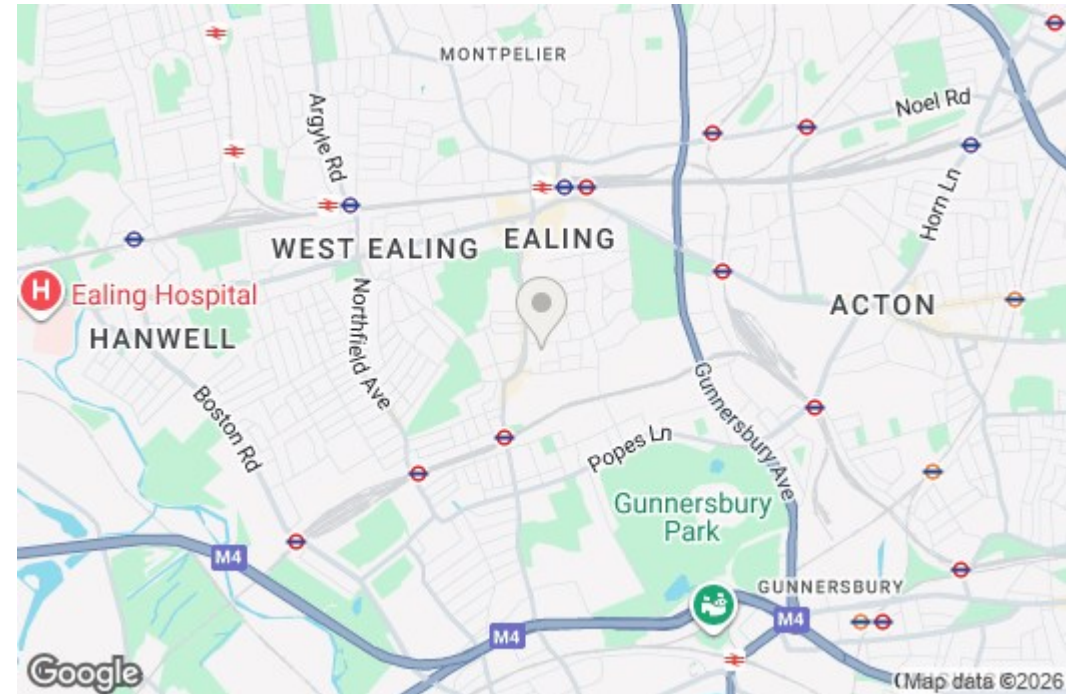 MONTPELIER
Noel Rd
Argyle Rd
Horn Ln
WEST EALING
EALING
H
Ealing Hospital
ACTON
HANWELL
Northfield Ave
Boston Rd
Gunnersbury Ave
Popes Ln
Gunnersbury
Park
M4
GUNNERSBURY
M4
M4
Google
Map data ©2026